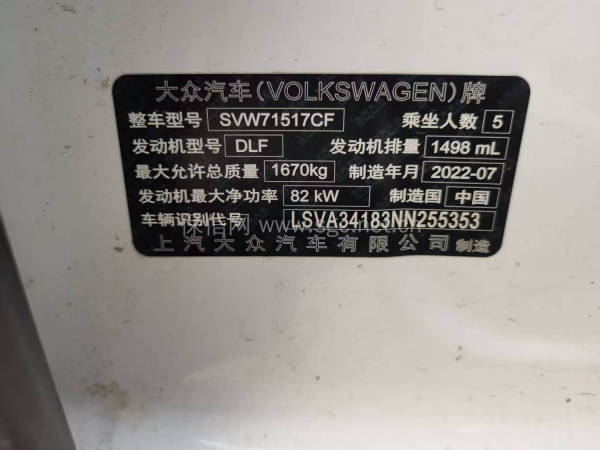 大众汽车(VOLKSWAGEN)牌
整车型号 SVW71517CF 乘坐人数 5
发动机型号 DLF 发动机排量 1498 mL
最大允许总质量 1670kg 制造年月 2022-07
发动机最大净功率 82 kW 制造国 中国
车辆识别代号 LSVA34183NN255353
上汽大众汽车有限公司 制造